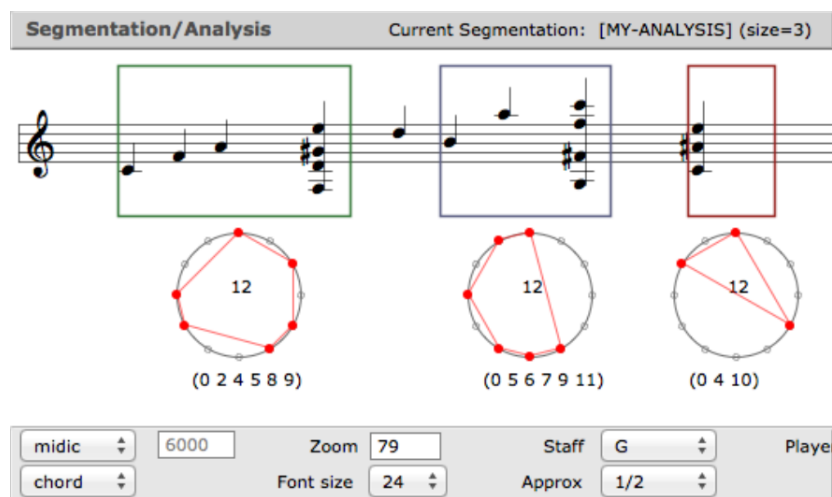 Segmentation/Analysis Current Segmentation: [MY-ANALYSIS] (size=3)
12 12 12
(0 2 4 5 8 9) (0 5 6 7 9 11) (0 4 10)
midic 6000 Zoom 79 Staff G Player
chord Font size 24 Approx 1/2